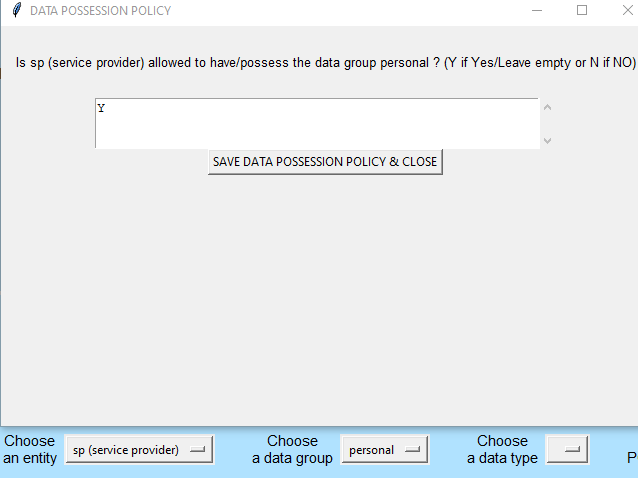 DATA POSSESSION POLICY
Is sp (service provider) allowed to have/possess the data group personal ? (Y if Yes/Leave empty or N if NO)
Y
SAVE DATA POSSESSION POLICY & CLOSE
Choose Choose Choose
an entity sp (service provider) a data group personal a data type P